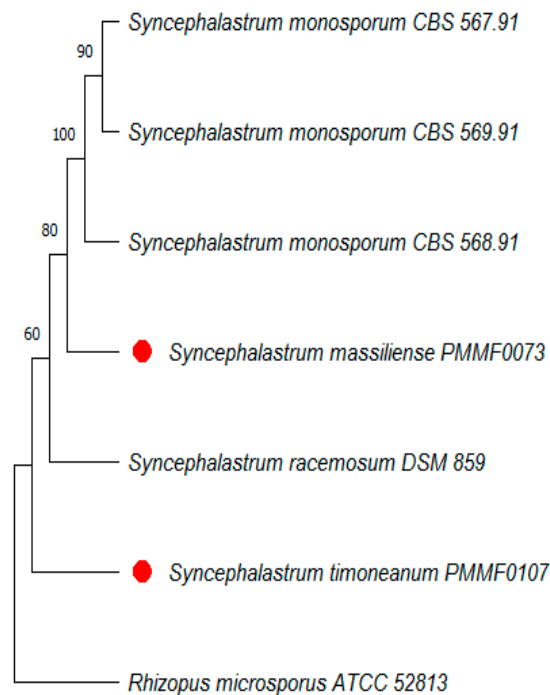 Syncephalastrum monosporum CBS 567.91
90
Syncephalastrum monosporum CBS 569.91
100
Syncephalastrum monosporum CBS 568.91
80
60
Syncephalastrum massiliense PMMF0073
Syncephalastrum racemosum DSM 859
Syncephalastrum timoneanum PMMF0107
Rhizopus microsporus ATCC 52813